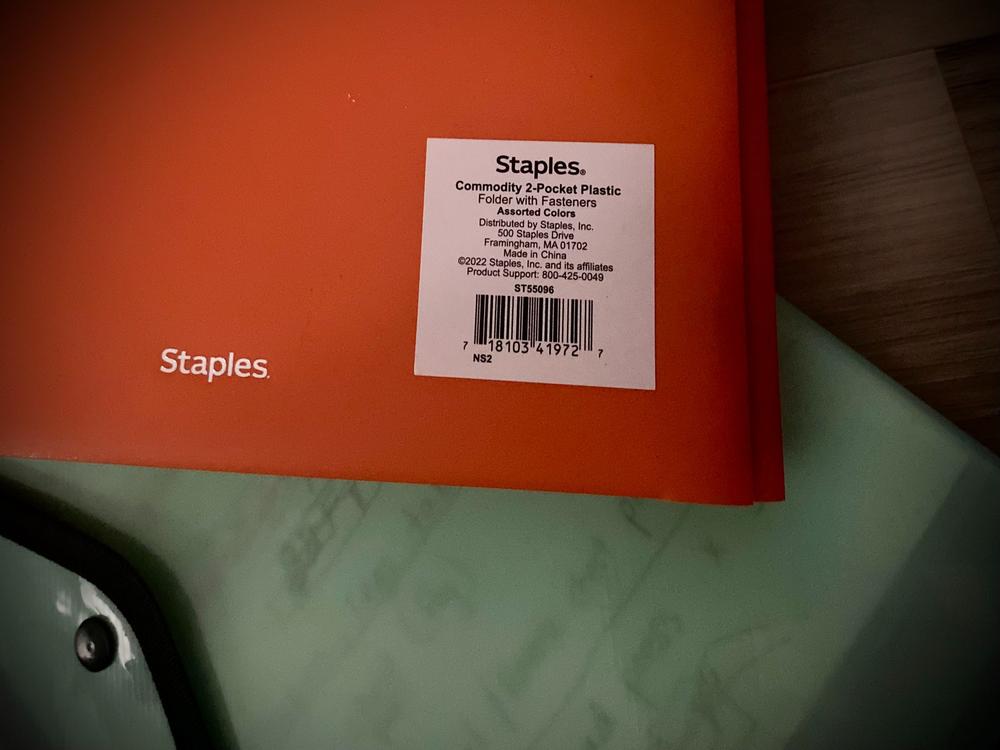 Staples®
Commodity 2-Pocket Plastic
Folder with Fasteners
Assorted Colors
Distributed by Staples, Inc.
500 Staples Drive
Framingham, MA 01702
Made in China
©2022 Staples, Inc. and its affiliates
Product Support: 800-425-0049
ST55096
7 18103 41972 7
NS2
Staples.